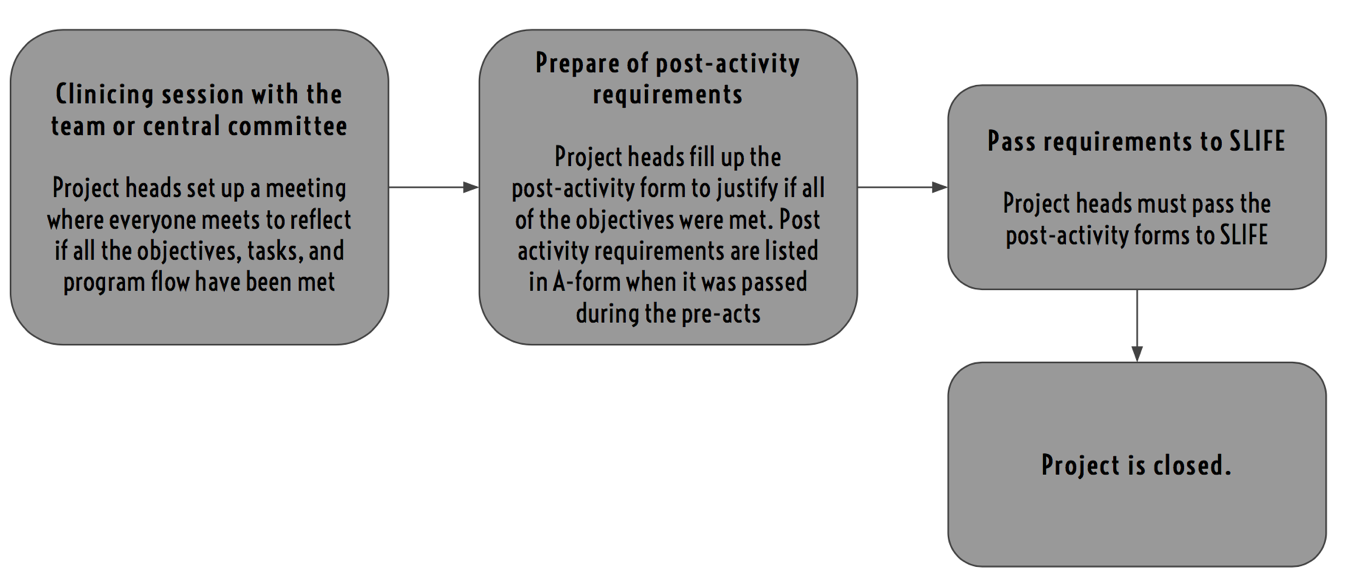 Clinicing session with the
team or central committee
Project heads set up a meeting
where everyone meets to reflect
if all the objectives, tasks, and
program flow have been met
Prepare of post-activity
requirements
Project heads fill up the
post-activity form to justify if all
of the objectives were met. Post
activity requirements are listed
in A-form when it was passed
during the pre-acts
Pass requirements to SLIFE
Project heads must pass the
post-activity forms to SLIFE
Project is closed.